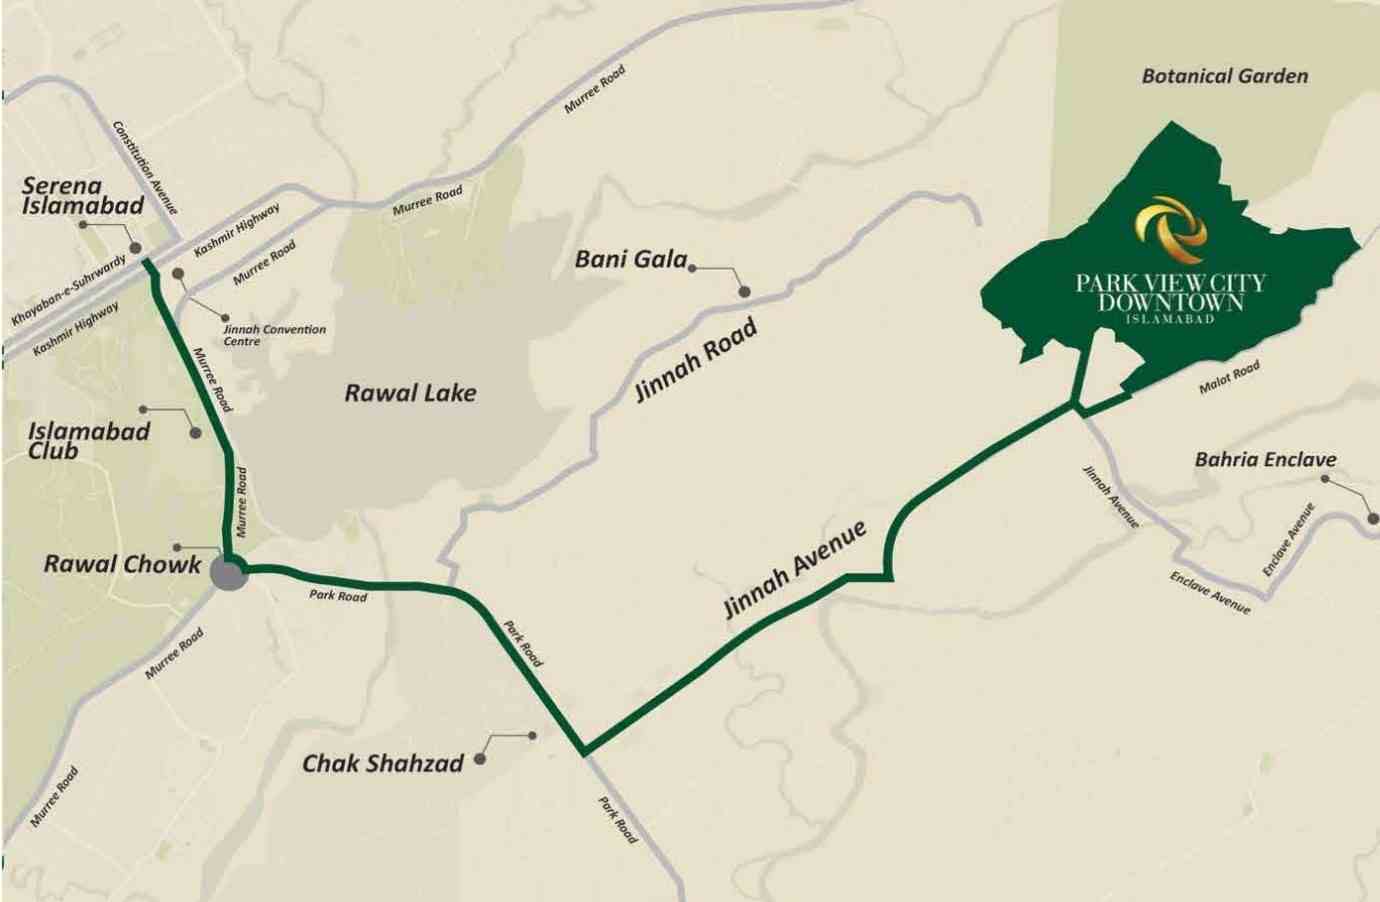 Botanical Garden
Murree Road
Constitution Avenue
Serena
Islamabad
Murree Road
Kashmir Highway
Murree Road
Khayaban-e-Suhrwardy
Kashmir Highway
Bani Gala
PARK VIEW CITY
DOWNTOWN
ISLAMABAD
Jinnah Convention
Centre
Jinnah Road
Murree Road
Rawal Lake
Malot Road
Islamabad
Club
Bahria Enclave
Murree Road
Jinnah Avenue
Enclave Avenue
Rawal Chowk
Jinnah Avenue
Park Road
Enclave Avenue
Murree Road
Park Road
Chak Shahzad
Murree Road
Park Road